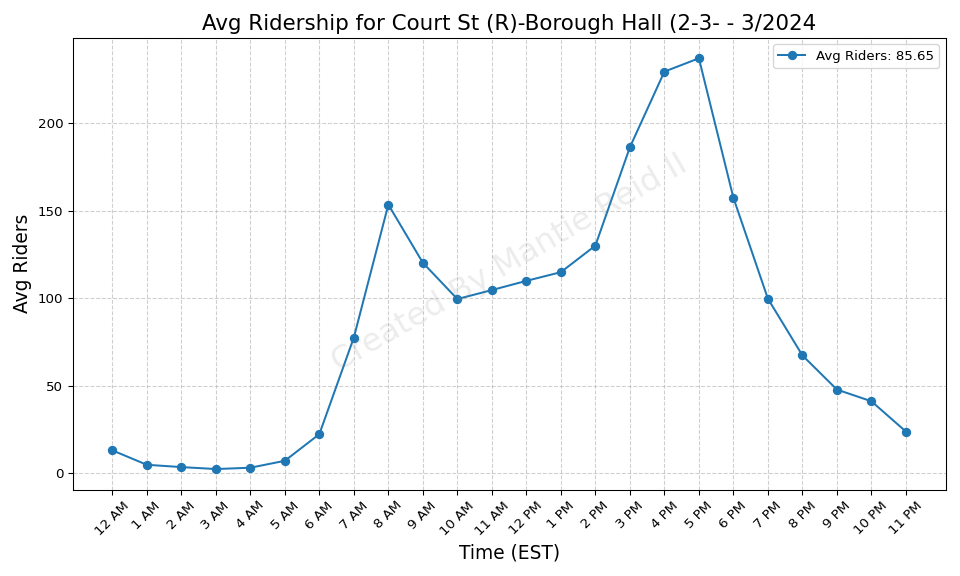 Avg Ridership for Court St (R)-Borough Hall (2-3- - 3/2024
Avg Riders: 85.65
Avg Riders
200
150
100
50
0
Created By Mantle Reid II
12 AM
1 AM
2 AM
3 AM
4 AM
5 AM
6 AM
7 AM
8 AM
9 AM
10 AM
11 AM
12 PM
1 PM
2 PM
3 PM
4 PM
5 PM
6 PM
7 PM
8 PM
9 PM
10 PM
11 PM
Time (EST)